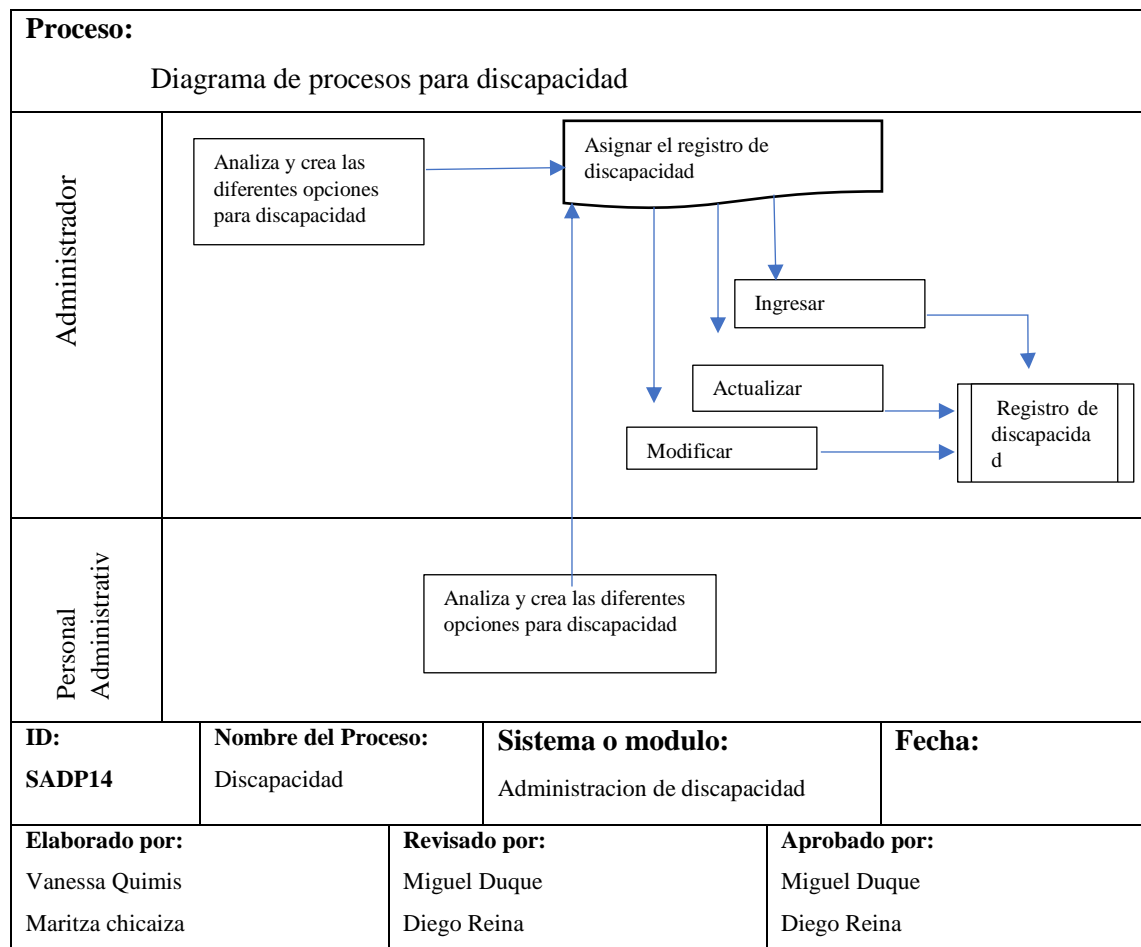 Proceso:
Diagrama de procesos para discapacidad
Administrador
Analiza y crea las
diferentes opciones
para discapacidad
Asignar el registro de
discapacidad
Ingresar
Actualizar
Modificar
Registro de
discapacida
d
Personal
Administrativ
Analiza y crea las diferentes
opciones para discapacidad
ID:
SADP14
Nombre del Proceso:
Discapacidad
Sistema o modulo:
Administracion de discapacidad
Fecha:
Elaborado por:
Vanessa Quimis
Maritza chicaiza
Revisado por:
Miguel Duque
Diego Reina
Aprobado por:
Miguel Duque
Diego Reina